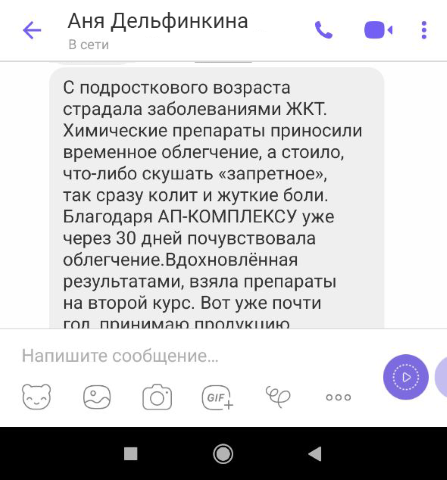 Аня Дельфинкина
В сети
С подросткового возраста
страдала заболеваниями ЖКТ.
Химические препараты приносили
временное облегчение, а стоило,
что-либо скушать «запретное»,
так сразу колит и жуткие боли.
Благодаря АП-КОМПЛЕКСУ уже
через 30 дней почувствовала
облегчение.Вдохновлённая
результатами, взяла препараты
на второй курс. Вот уже почти
год принимаю продукцию
Напишите сообщение...
GIF